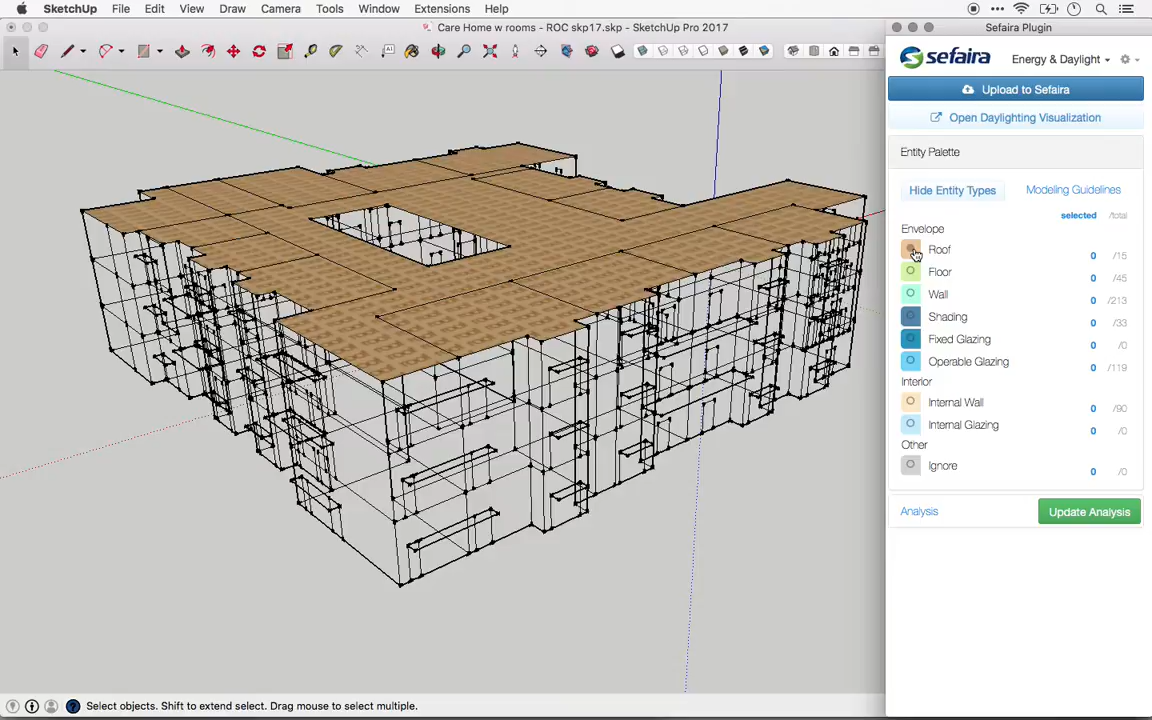 SketchUp File Edit View Draw Camera Tools Window Extensions Help
Care Home w rooms - ROC skp17.skp - SketchUp Pro 2017
Sefaira Plugin
sefaira
Energy & Daylight
Upload to Sefaira
Open Daylighting Visualization
Entity Palette
Hide Entity Types Modeling Guidelines
selected /total
Envelope
Roof 0 /15
Floor 0 /45
Wall 0 /213
Shading 0 /33
Fixed Glazing 0 /0
Operable Glazing 0 /119
Interior
Internal Wall 0 /90
Internal Glazing 0 /0
Other
Ignore 0 /0
Analysis Update Analysis
Select objects. Shift to extend select. Drag mouse to select multiple.